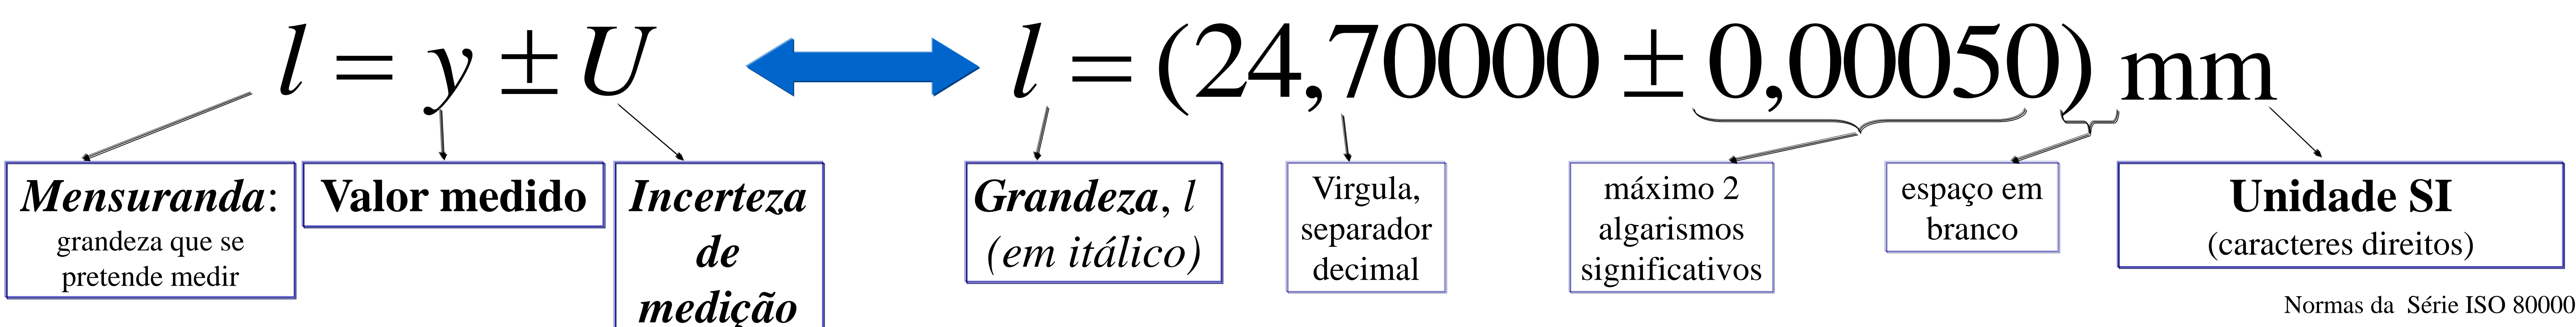 l = y ± U
l = (24,70000 ± 0,00050) mm
Mensuranda:
grandeza que se
pretende medir
Valor medido
Incerteza
de
medição
Grandeza, l
(em itálico)
Virgula,
separador
decimal
máximo 2
algarismos
significativos
espaço em
branco
Unidade SI
(caracteres direitos)
Normas da Série ISO 80000